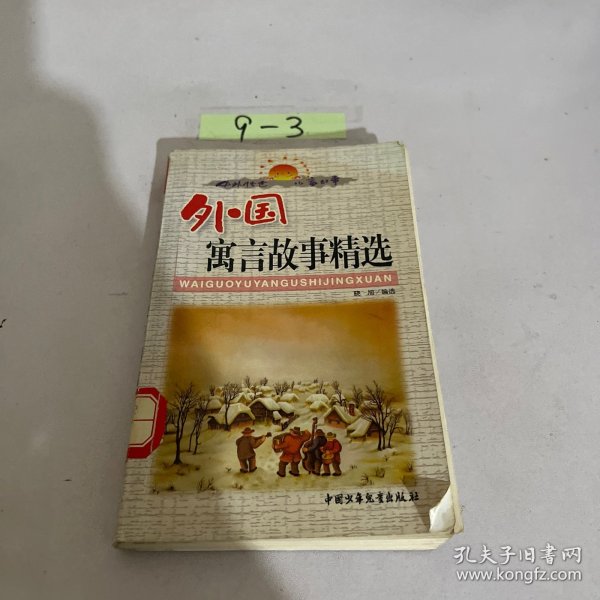 9-3
外国
寓言故事精选
WAIGUOYUYANGUSHIJINGXUAN
编选
中国少年儿童出版社
孔夫子旧书网
www.kongfz.com